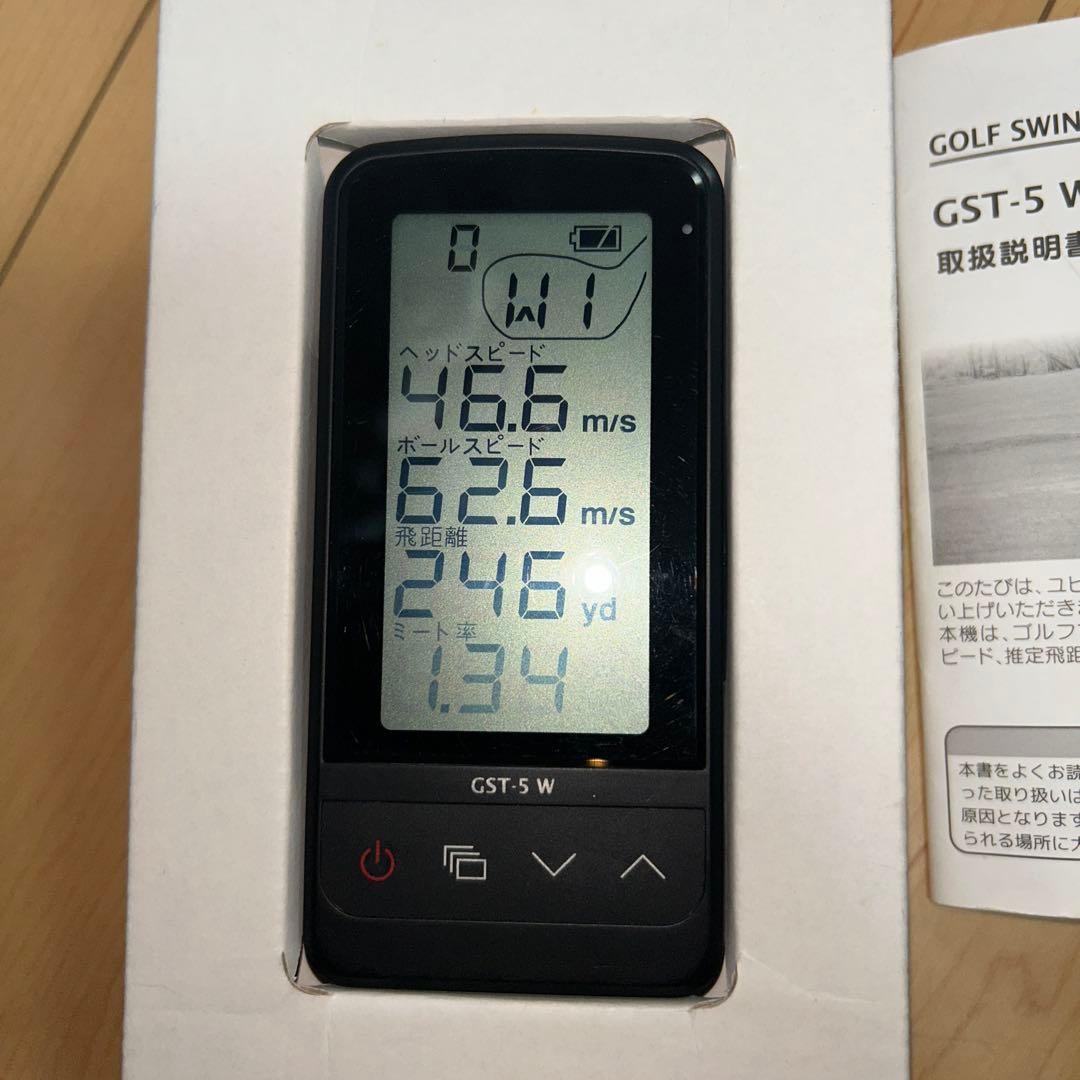 0
W1
ヘッドスピード
46.6 m/s
ボールスピード
62.6 m/s
飛距離
246 yd
ミート率
1.34
GST-5 W
GOLF SWIN
GST-5 W
取扱説明書
このたびは、ユピ
い上げいただき
本機は、ゴルフ
ピード、推定飛距
本書をよくお読
った取り扱いは
原因となります
られる場所に大